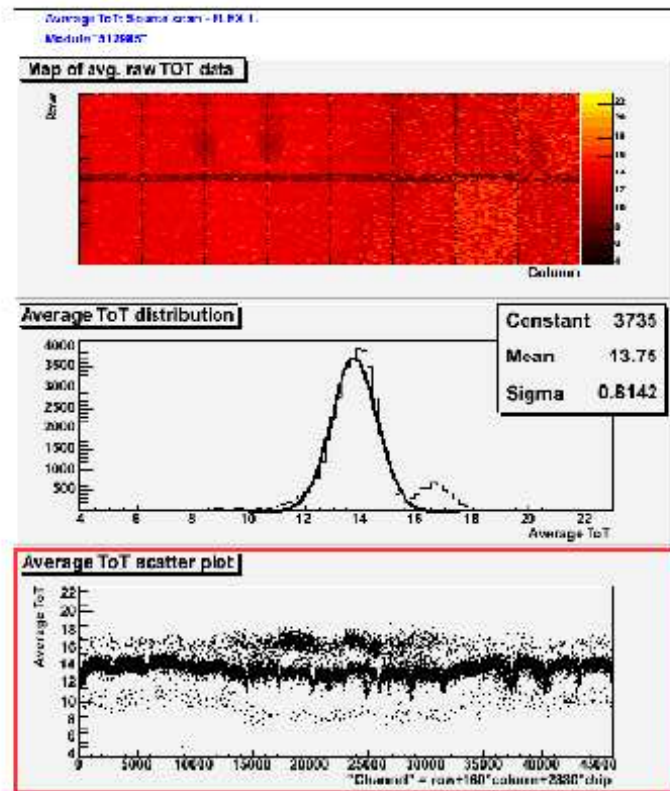 Average ToT: Source scan - FLEX
Module "512985"
Map of avg. raw TOT data
Row
Column
Average ToT distribution
Constant 3735
Mean 13.75
Sigma 0.8142
4000
3500
3000
2500
2000
1500
1000
500
4 6 8 10 12 14 16 18 20 22
Average ToT
Average ToT scatter plot
Average ToT
22
20
18
16
14
12
10
8
6
4
0 5000 10000 15000 20000 25000 30000 35000 40000 45000
"Channel" = row+160*column+2880*chip